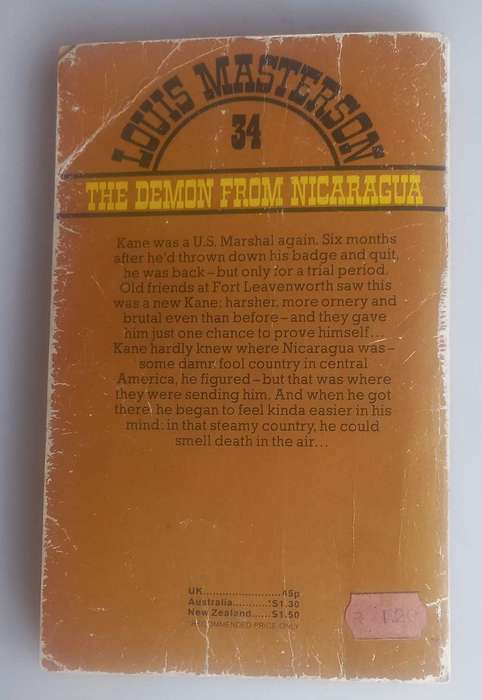 LOUIS MASTERSON
34
THE DEMON FROM NICARAGUA
Kane was a U.S. Marshal again. Six months
after he'd thrown down his badge and quit,
he was back – but only for a trial period.
Old friends at Fort Leavenworth saw this
was a new Kane; harsher, more ornery and
brutal even than before – and they gave
him just one chance to prove himself...
Kane hardly knew where Nicaragua was –
some damn fool country in central
America, he figured – but that was where
they were sending him. And when he got
there, he began to feel kinda easier in his
mind: in that steamy country, he could
smell death in the air...
UK........................45p
Australia..........*$1.30
New Zealand......$1.50
*RECOMMENDED PRICE ONLY